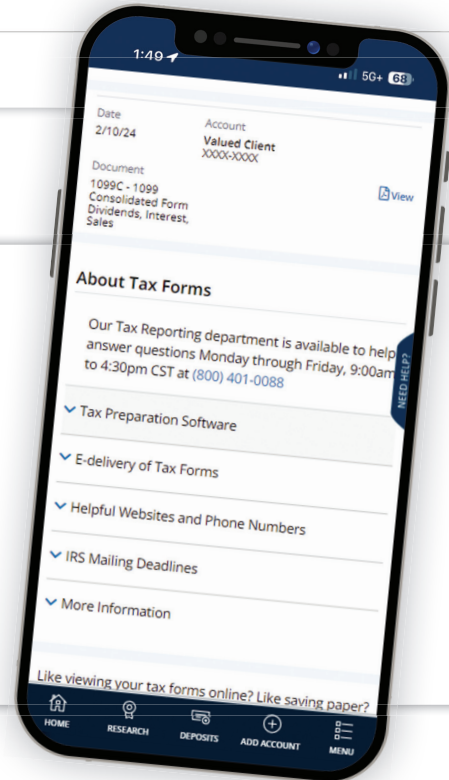 1:49
5G+ 68
Date
2/10/24
Account
Valued Client
XXXX-XXXX
Document
1099C - 1099
Consolidated Form
Dividends, Interest,
Sales
View
About Tax Forms
Our Tax Reporting department is available to help
answer questions Monday through Friday, 9:00am
to 4:30pm CST at (800) 401-0088
NEED HELP?
Tax Preparation Software
E-delivery of Tax Forms
Helpful Websites and Phone Numbers
IRS Mailing Deadlines
More Information
Like viewing your tax forms online? Like saving paper?
HOME
RESEARCH
DEPOSITS
ADD ACCOUNT
MENU